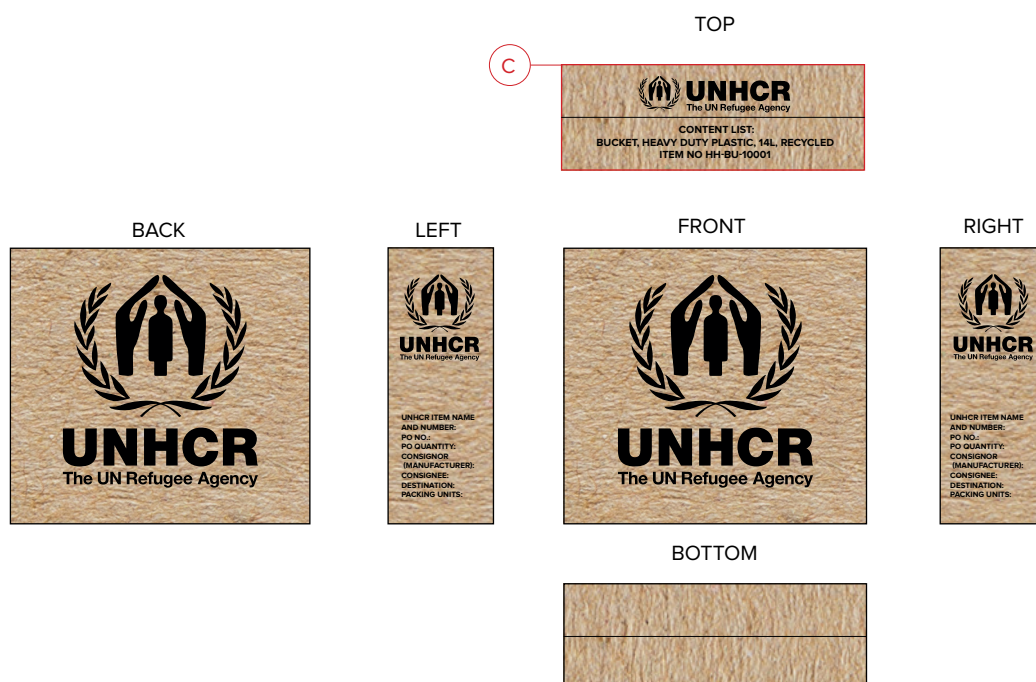 TOP
C
UNHCR
The UN Refugee Agency
CONTENT LIST:
BUCKET, HEAVY DUTY PLASTIC, 14L, RECYCLED
ITEM NO HH-BU-10001
BACK
UNHCR
The UN Refugee Agency
LEFT
UNHCR
The UN Refugee Agency
UNHCR ITEM NAME
AND NUMBER:
PO NO.:
PO QUANTITY:
CONSIGNOR
(MANUFACTURER):
CONSIGNEE:
DESTINATION:
PACKING UNITS:
FRONT
UNHCR
The UN Refugee Agency
RIGHT
UNHCR
The UN Refugee Agency
UNHCR ITEM NAME
AND NUMBER:
PO NO.:
PO QUANTITY:
CONSIGNOR
(MANUFACTURER):
CONSIGNEE:
DESTINATION:
PACKING UNITS:
BOTTOM